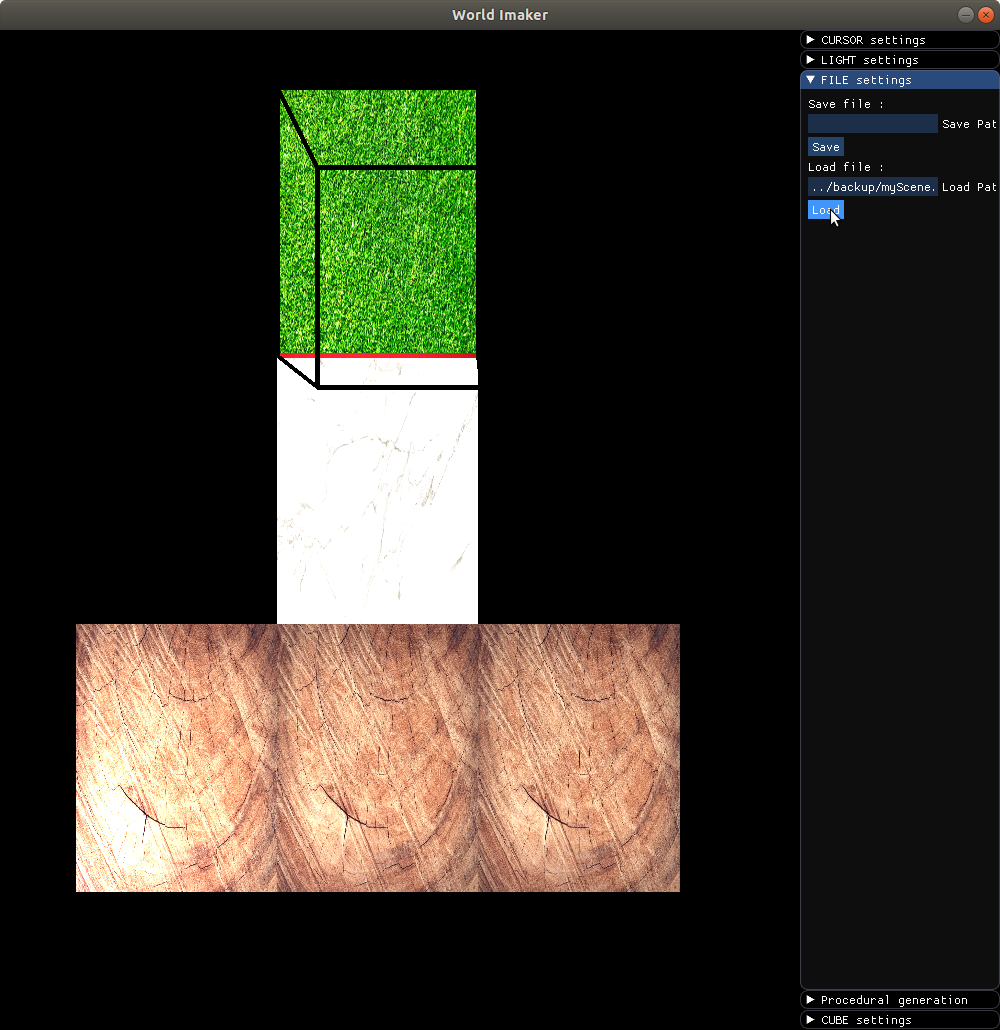 World Imaker
CURSOR settings
LIGHT settings
FILE settings
Save file :
Save Pat
Save
Load file :
../backup/myScene. Load Pat
Load
Procedural generation
CUBE settings